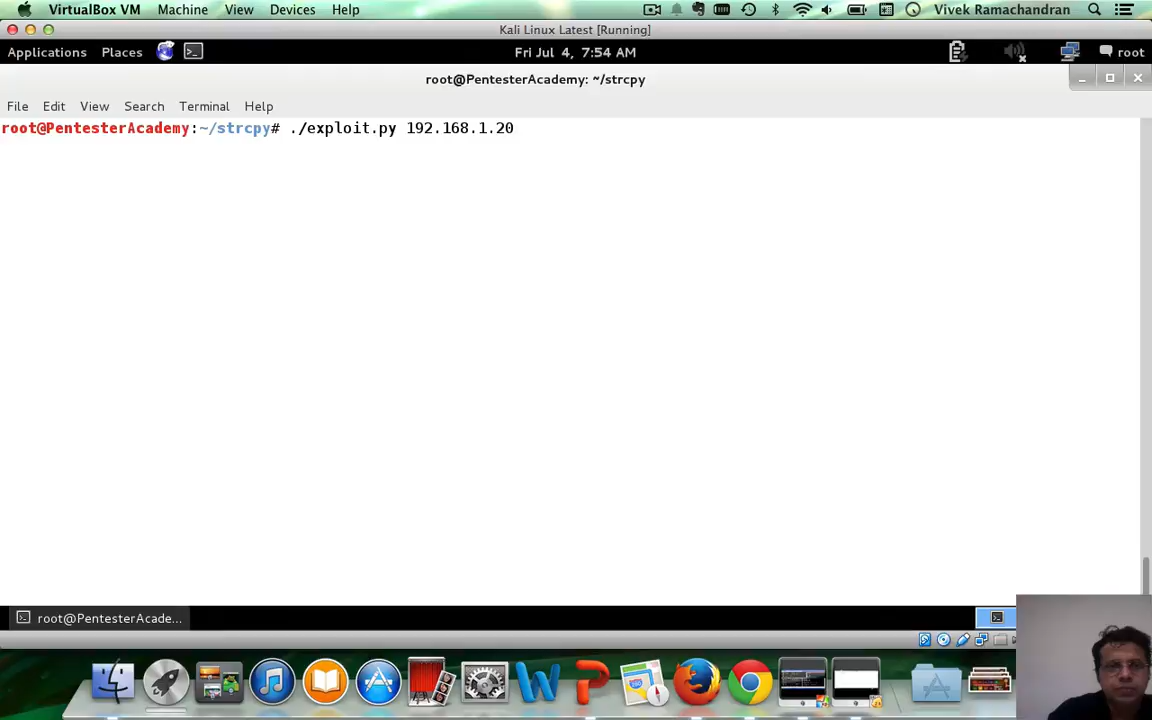 VirtualBox VM Machine View Devices Help Vivek Ramachandran
Kali Linux Latest [Running]
Applications Places Fri Jul 4, 7:54 AM root
root@PentesterAcademy: ~/strcpy
File Edit View Search Terminal Help
root@PentesterAcademy:~/strcpy# ./exploit.py 192.168.1.20
root@PentesterAcade...